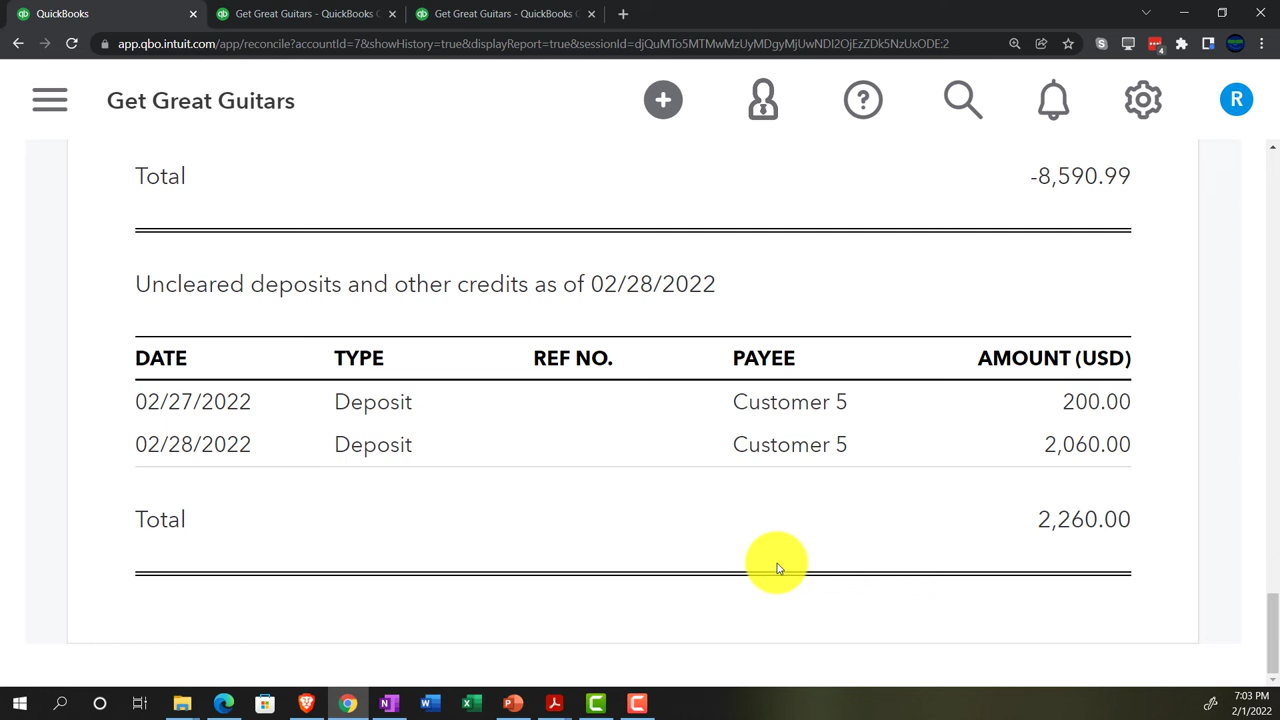 QuickBooks
Get Great Guitars - QuickBooks
Get Great Guitars - QuickBooks
app.qbo.intuit.com/app/reconcile?accountId=7&showHistory=true&displayReport=true&sessionId=djQuMTo5MTMwMzUyMDgyMjUwNDI2OjEzZDk5NzUxODE:2
4
Get Great Guitars
R
Total -8,590.99
Uncleared deposits and other credits as of 02/28/2022
DATE TYPE REF NO. PAYEE AMOUNT (USD)
02/27/2022 Deposit Customer 5 200.00
02/28/2022 Deposit Customer 5 2,060.00
Total 2,260.00
7:03 PM
2/1/2022